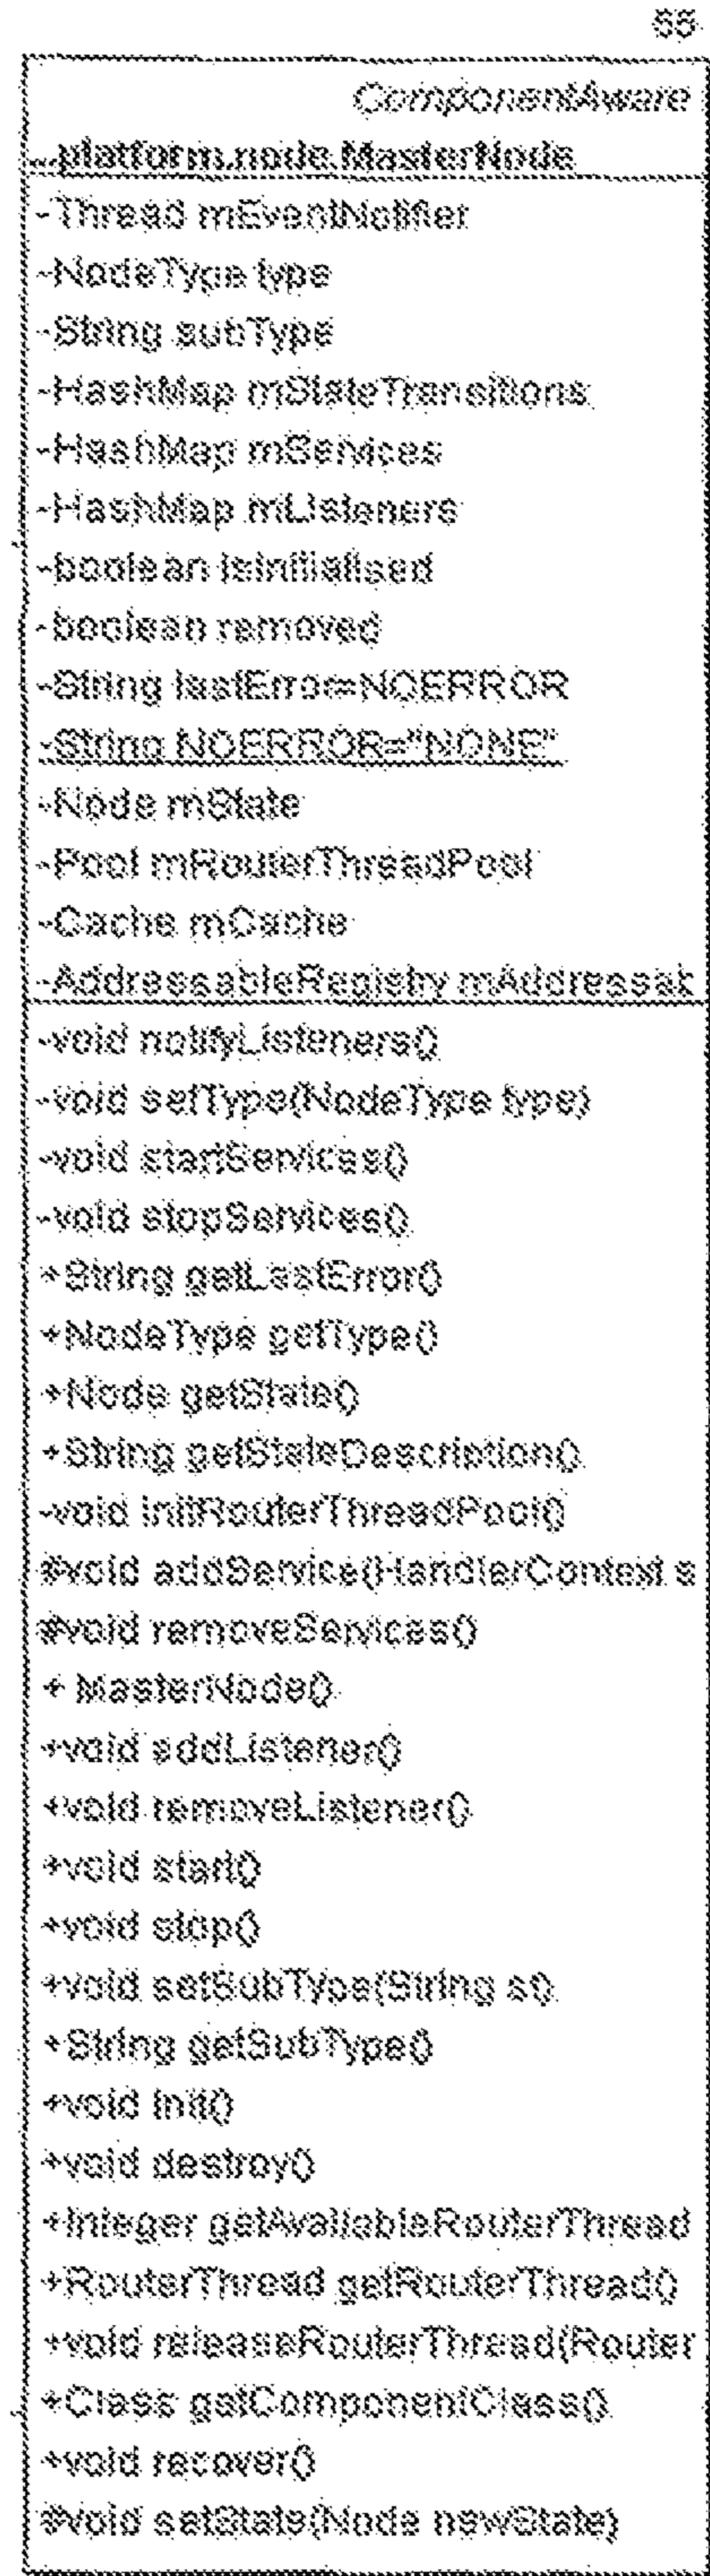 55
ComponentAware
...platform.node.MasterNode
-Thread mEventNotifier
-NodeType type
-String subType
-HashMap mStateTransitions
-HashMap mServices
-HashMap mListeners
-boolean isInitialised
-boolean removed
-String lastError=NOERROR
-String NOERROR="NONE"
-Node mState
-Pool mRouterThreadPool
-Cache mCache
-AddressableRegistry mAddressab
-void notifyListeners()
-void setType(NodeType type)
-void startServices()
-void stopServices()
+String getLastError()
+NodeType getType()
+Node getState()
+String getStateDescription()
-void initRouterThreadPool()
#void addService(HandlerContext s
#void removeServices()
+ MasterNode()
+void addListener()
+void removeListener()
+void start()
+void stop()
+void setSubType(String s()
+String getSubType()
+void init()
+void destroy()
+Integer getAvailableRouterThread
+RouterThread getRouterThread()
+void releaseRouterThread(Router
+Class getComponentClass()
+void recover()
#void setState(Node newState)